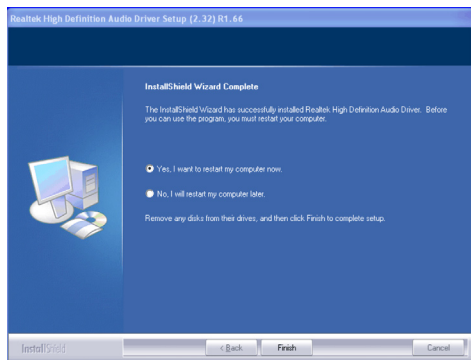 Realtek High Definition Audio Driver Setup (2.32) R1.66
InstallShield Wizard Complete
The InstallShield Wizard has successfully installed Realtek High Definition Audio Driver. Before
you can use the program, you must restart your computer.
Yes, I want to restart my computer now.
No, I will restart my computer later.
Remove any disks from their drives, and then click Finish to complete setup.
InstallShield
< Back
Finish
Cancel